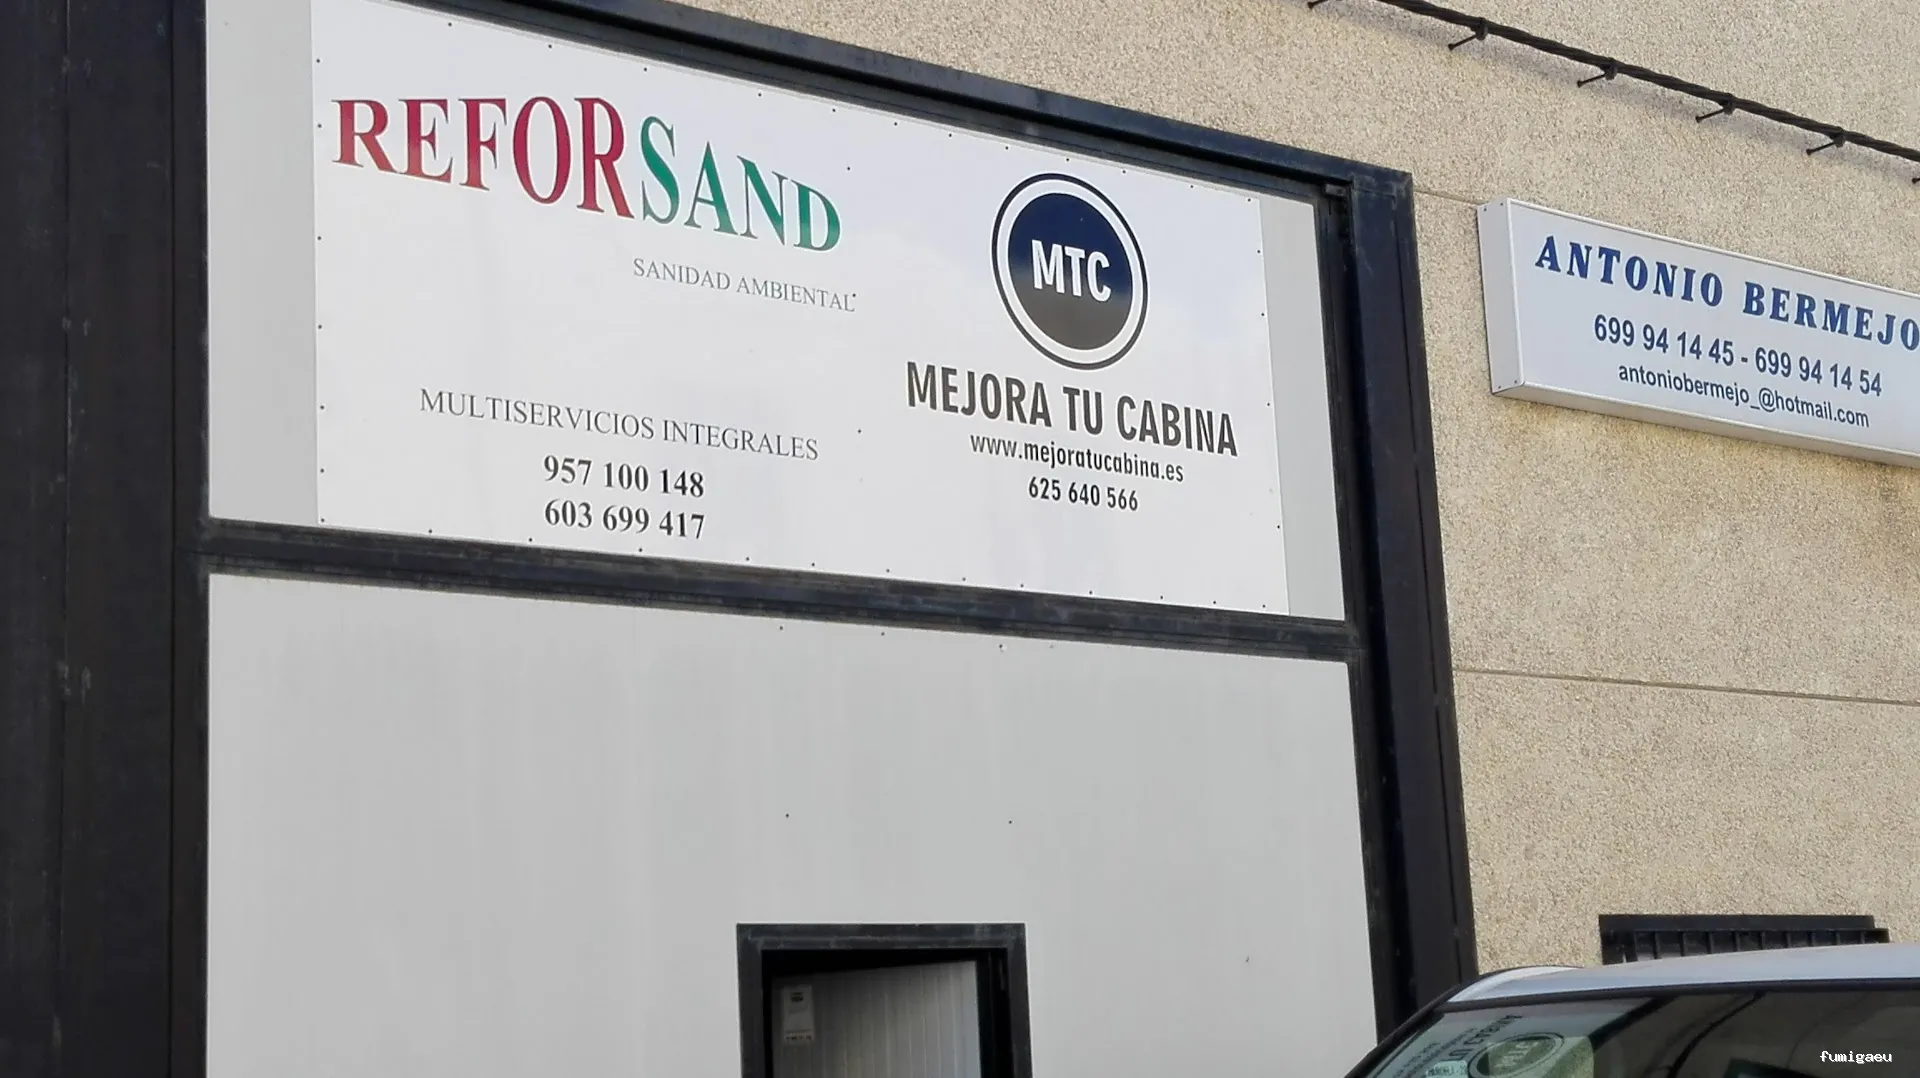 REFORSAND
SANIDAD AMBIENTAL
MULTISERVICIOS INTEGRALES
957 100 148
603 699 417
MTC
MEJORA TU CABINA
www.mejoratucabina.es
625 640 566
ANTONIO BERMEJO
699 94 14 45 - 699 94 14 54
antoniobermejo_@hotmail.com
fumigaeu